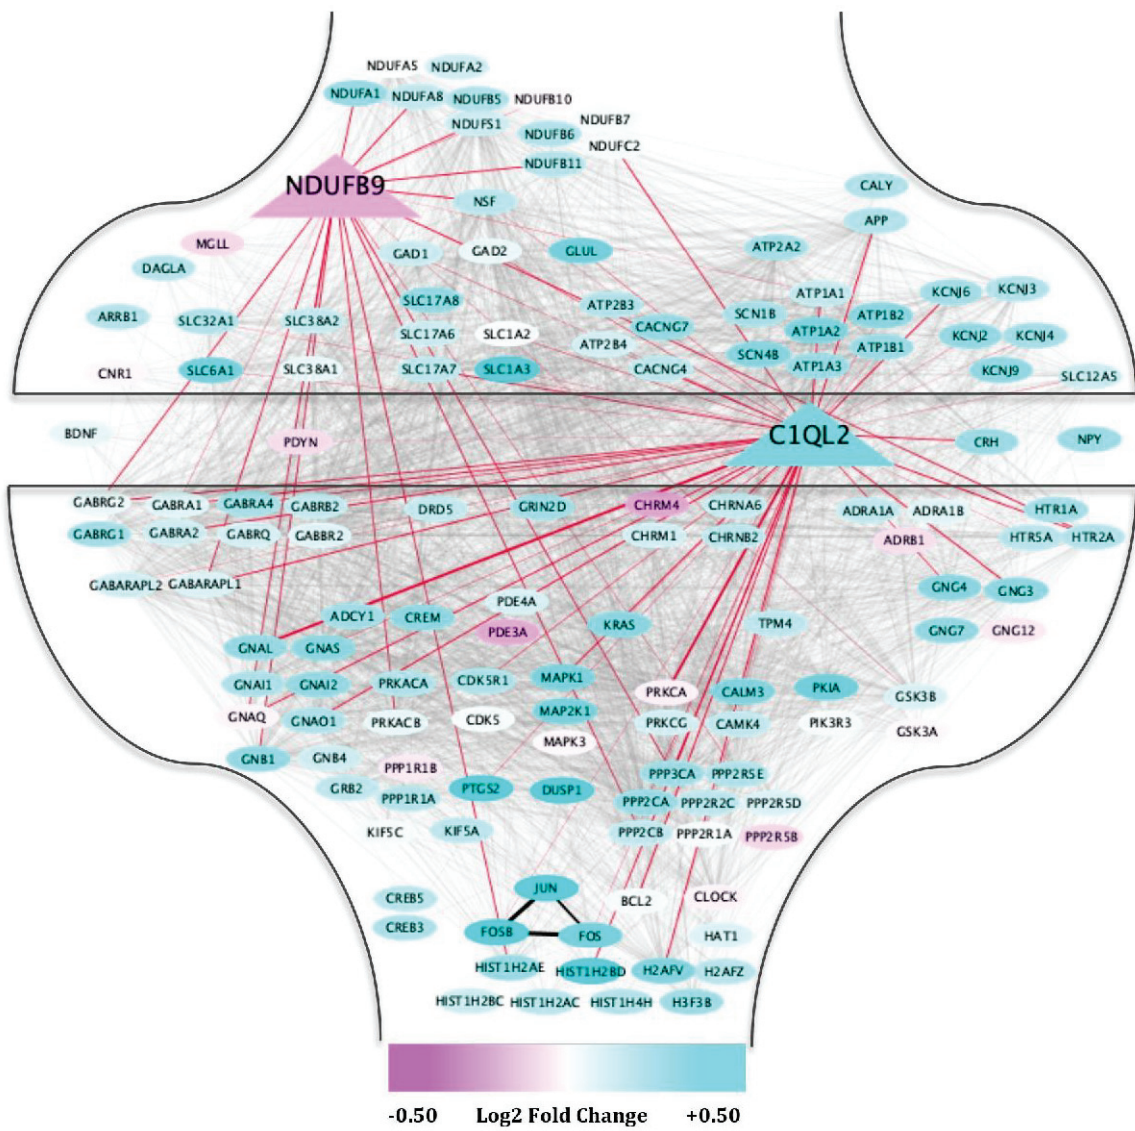 NDUFA5 NDUFA2
NDUFA1 NDUFA8 NDUFB5 NDUFB10
NDUFS1 NDUFB6 NDUFB7
NDUFC2
NDUFB11
NDUFB9
NSF
CALY
APP
MGLL
DAGLA
GAD1 GAD2 GLUL
ATP2A2
ARRB1 SLC32A1 SLC38A2
SLC17A8
SLC17A6 SLC1A2
ATP2B3
CACNG7
ATP2B4
ATP1A1
SCN1B ATP1A2 ATP1B2
KCNJ6 KCNJ3
KCNJ2 KCNJ4
CNR1 SLC6A1 SLC38A1 SLC17A7 SLC1A3 CACNG4
SCN4B ATP1A3 ATP1B1
KCNJ9 SLC12A5
BDNF PDYN
C1QL2
CRH NPY
GABRG2 GABRA1 GABRA4 GABRB2 DRD5 GRIN2D CHRM4 CHRNA6 ADRA1A ADRA1B HTR1A
GABRG1 GABRA2 GABRQ GABBR2 CHRM1 CHRNB2 ADRB1 HTR5A HTR2A
GABARAPL2 GABARAPL1
GNG4 GNG3
PDE4A
ADCY1 CREM PDE3A KRAS TPM4
GNG7 GNG12
GNAL GNAS
GNAI1 GNAI2 PRKACA CDK5R1 MAPK1 PRKCA CALM3 PKIA GSK3B
GNAQ GNAO1 PRKACB CDK5 MAP2K1 PRKCG CAMK4 PIK3R3 GSK3A
MAPK3
GNB1 GNB4 PPP1R1B PPP3CA PPP2R5E
GRB2 PPP1R1A PTGS2 DUSP1 PPP2CA PPP2R2C PPP2R5D
KIF5C KIF5A PPP2CB PPP2R1A PPP2R5B
JUN
CREB5 BCL2 CLOCK
CREB3 FOSB FOS HAT1
HIST1H2AE HIST1H2BD H2AFV H2AFZ
HIST1H2BC HIST1H2AC HIST1H4H H3F3B
-0.50 Log2 Fold Change +0.50